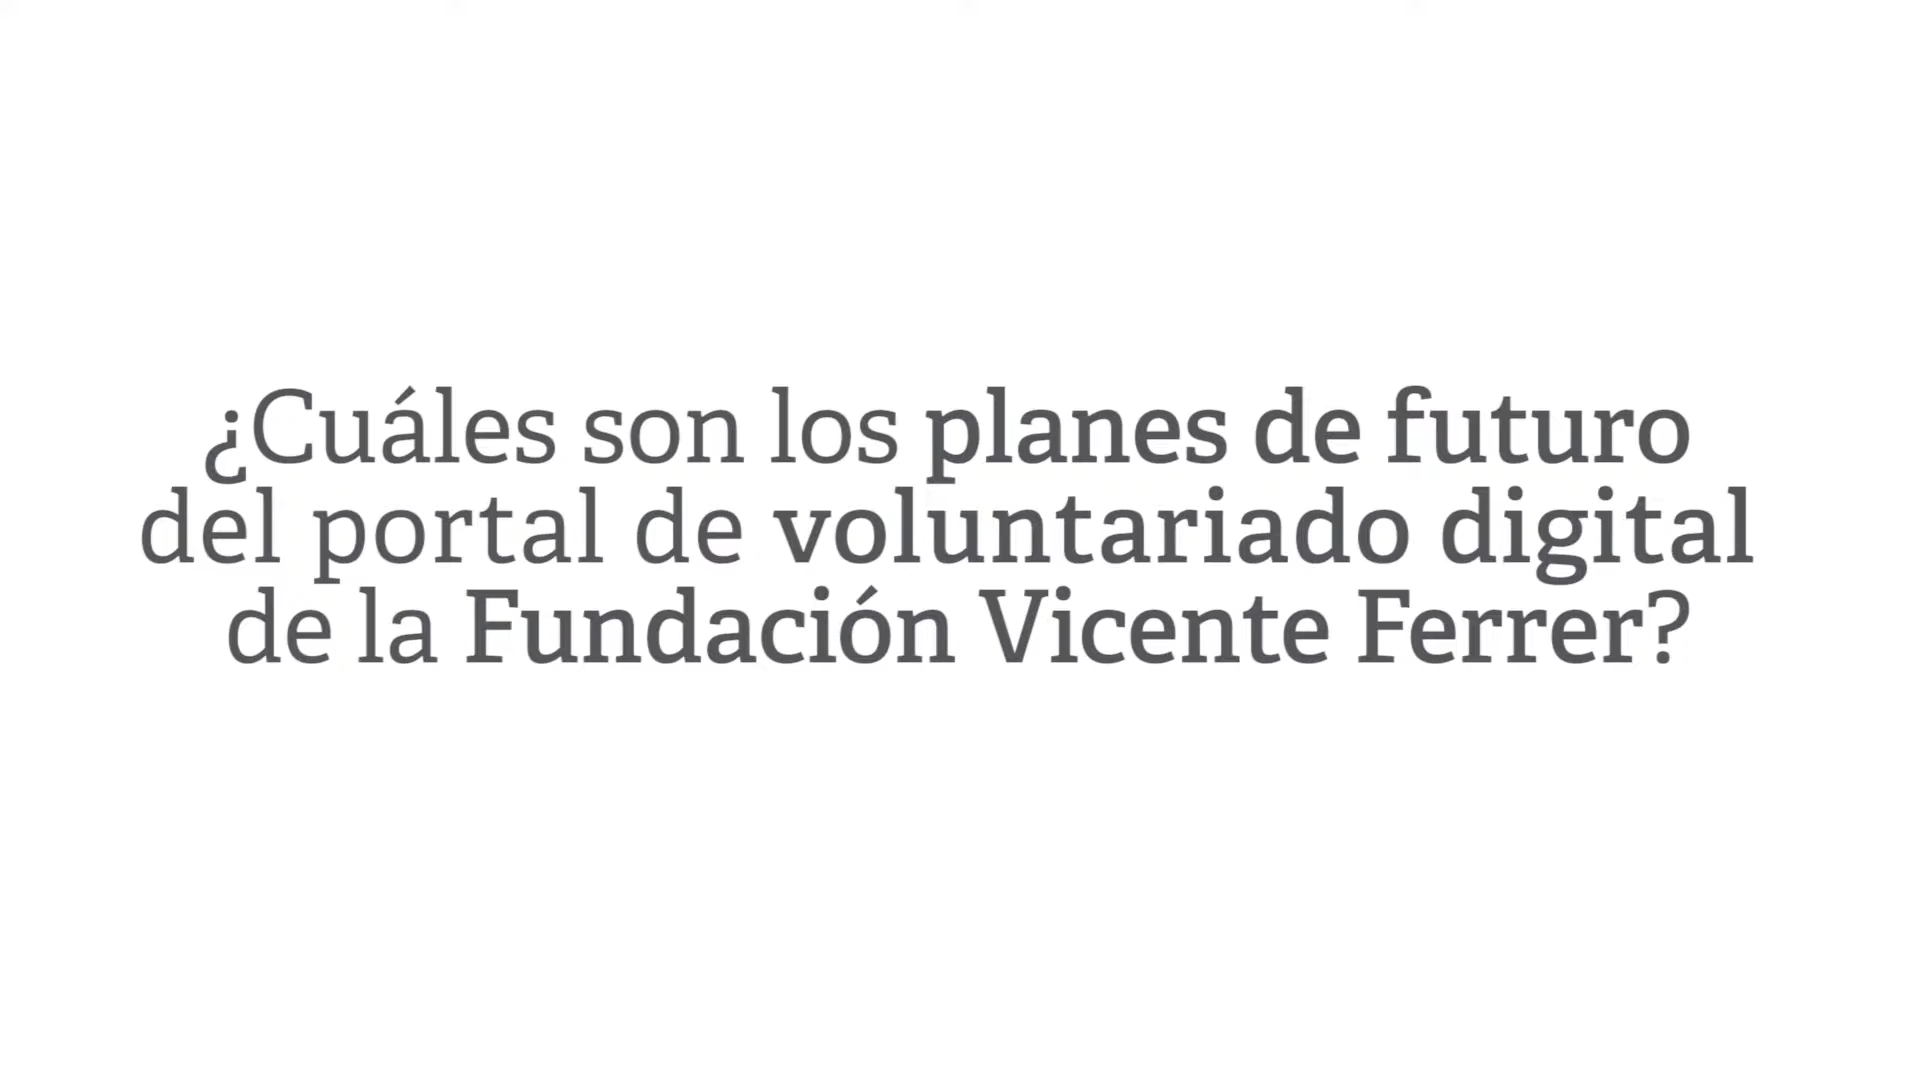 ¿Cuáles son los planes de futuro
del portal de voluntariado digital
de la Fundación Vicente Ferrer?